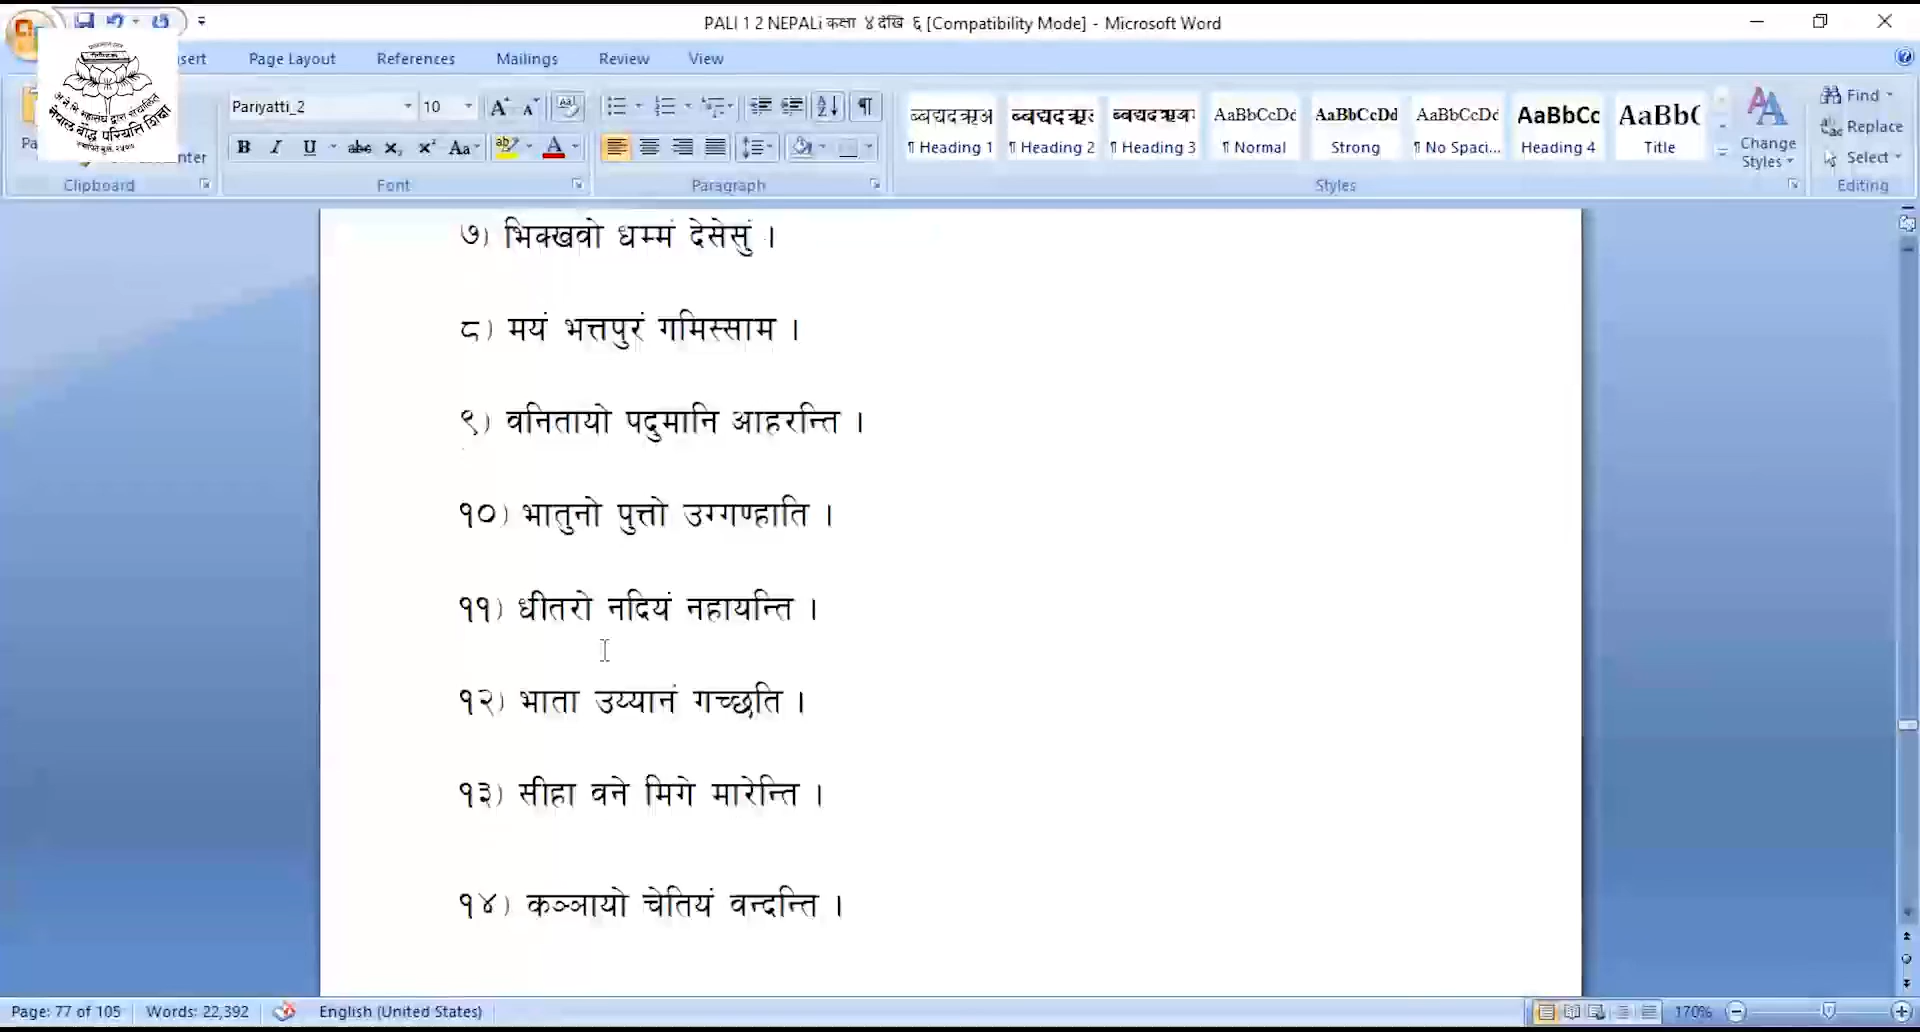 PALI 1 2 NEPALi कक्षा ४ देखि ६ [Compatibility Mode] - Microsoft Word
Page Layout References Mailings Review View
Pariyatti_2 10
Find
Replace
Select
Change Styles
¶ Heading 1 ¶ Heading 2 ¶ Heading 3 ¶ Normal Strong ¶ No Spaci... Heading 4 Title
Clipboard Font Paragraph Styles Editing
नेपाल बौद्ध परियत्ति शिक्षा
७) भिक्खवो धम्मं देसेसुं ।
८) मयं भत्तपुरं गमिस्साम ।
९) वनितायो पदुमानि आहरन्ति ।
१०) भातुनो पुत्तो उग्गण्हाति ।
११) धीतरो नदियं नहायन्ति ।
१२) भाता उय्यानं गच्छति ।
१३) सीहा वने मिगे मारेन्ति ।
१४) कञ्ञायो चेतियं वन्दन्ति ।
Page: 77 of 105 Words: 22,392 English (United States) 170%